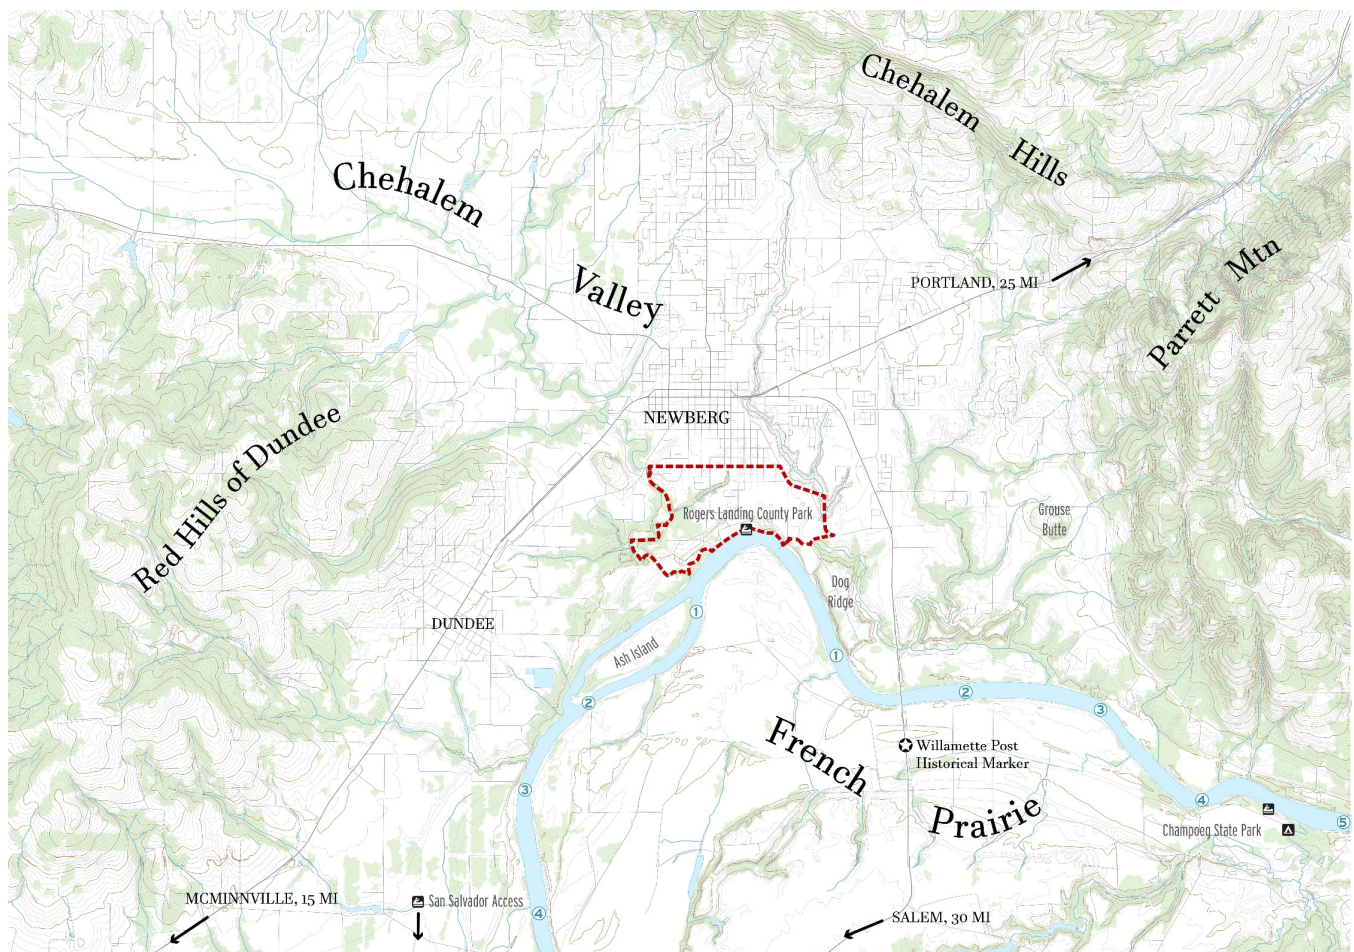 Chehalem
Hills
Chehalem
Valley
PORTLAND, 25 MI
Parrett Mtn
Red Hills of Dundee
NEWBERG
Rogers Landing County Park
Grouse
Butte
Dog
Ridge
DUNDEE
Ash Island
1
1
2
2
3
3
4
4
5
French
Prairie
Willamette Post
Historical Marker
Champoeg State Park
MCMINNVILLE, 15 MI
San Salvador Access
SALEM, 30 MI